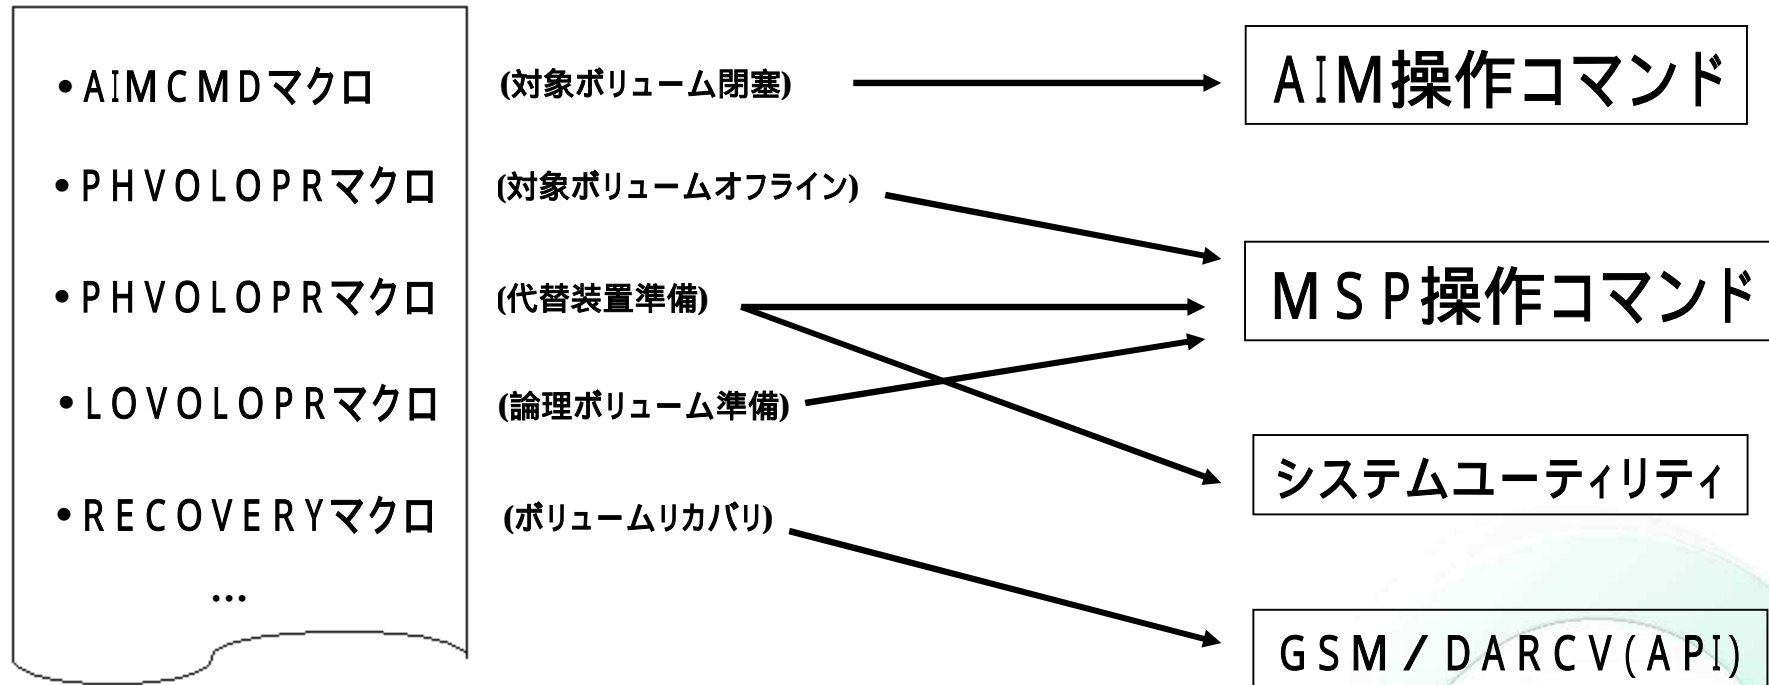 •AIMCMDマクロ (対象ボリューム閉塞) AIM操作コマンド
•PHVOLOPRマクロ (対象ボリュームオフライン)
•PHVOLOPRマクロ (代替装置準備) MSP操作コマンド
•LOVOLOPRマクロ (論理ボリューム準備)
システムユーティリティ
•RECOVERYマクロ (ボリュームリカバリ)
…
GSM/DARCV(API)